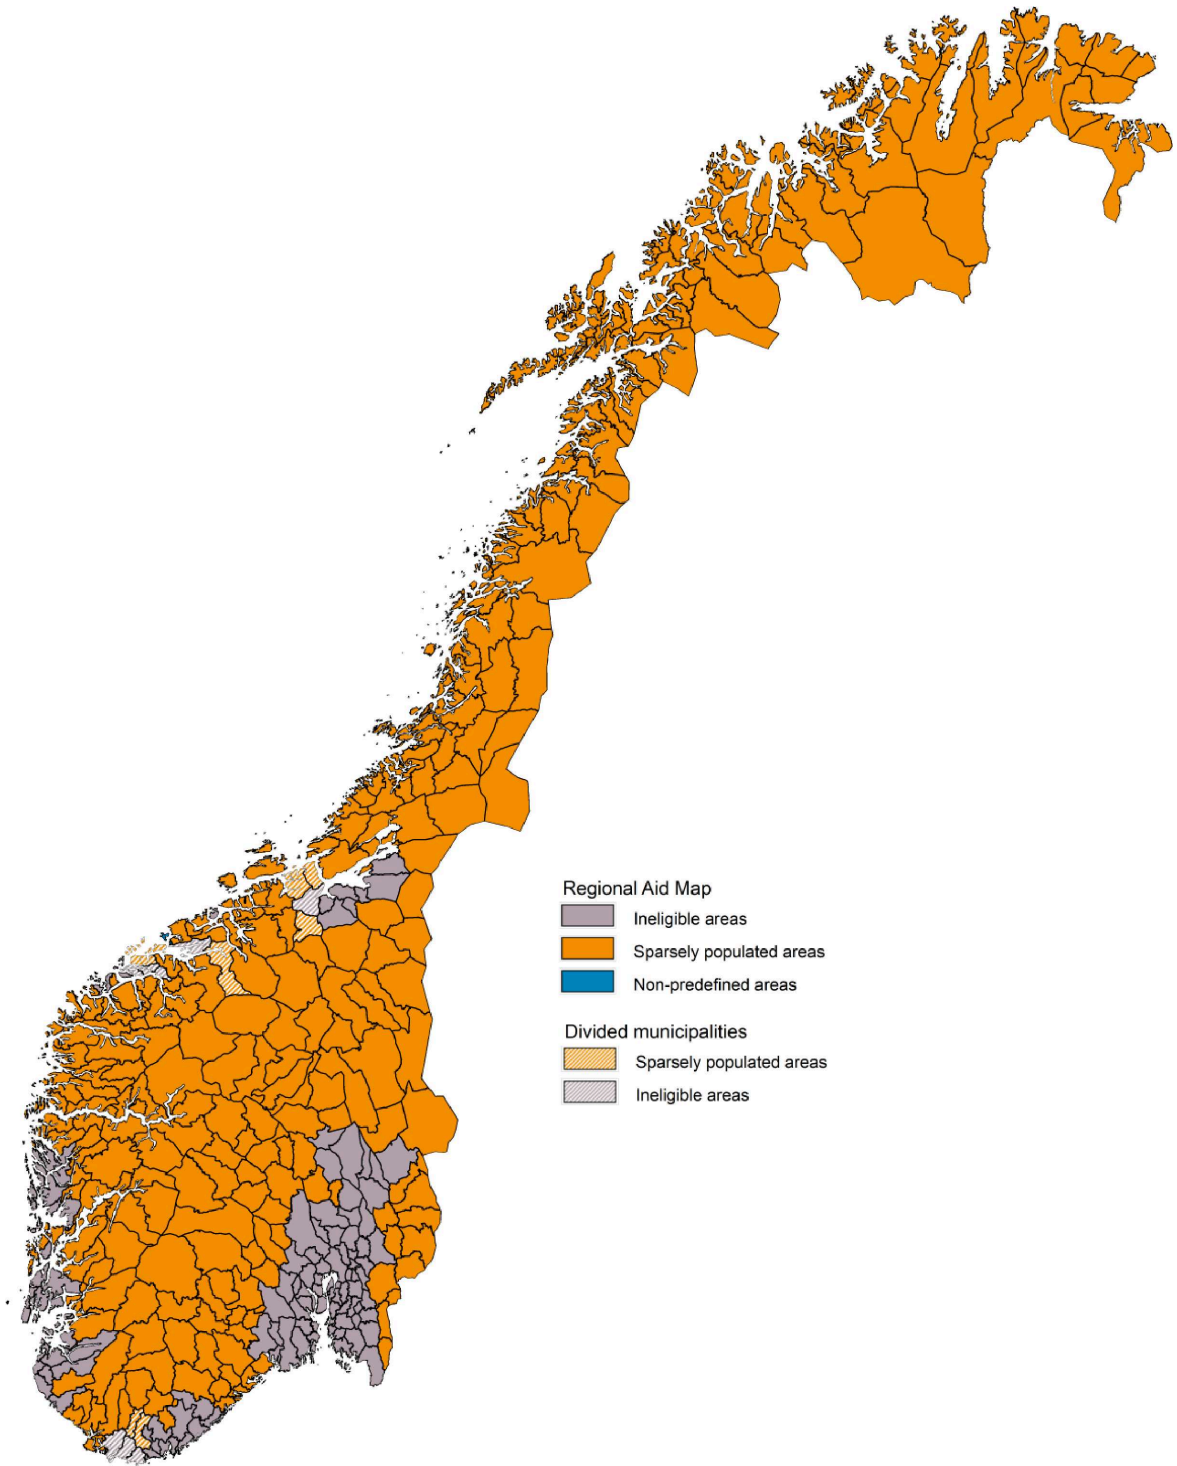 Regional Aid Map
Ineligible areas
Sparsely populated areas
Non-predefined areas
Divided municipalities
Sparsely populated areas
Ineligible areas